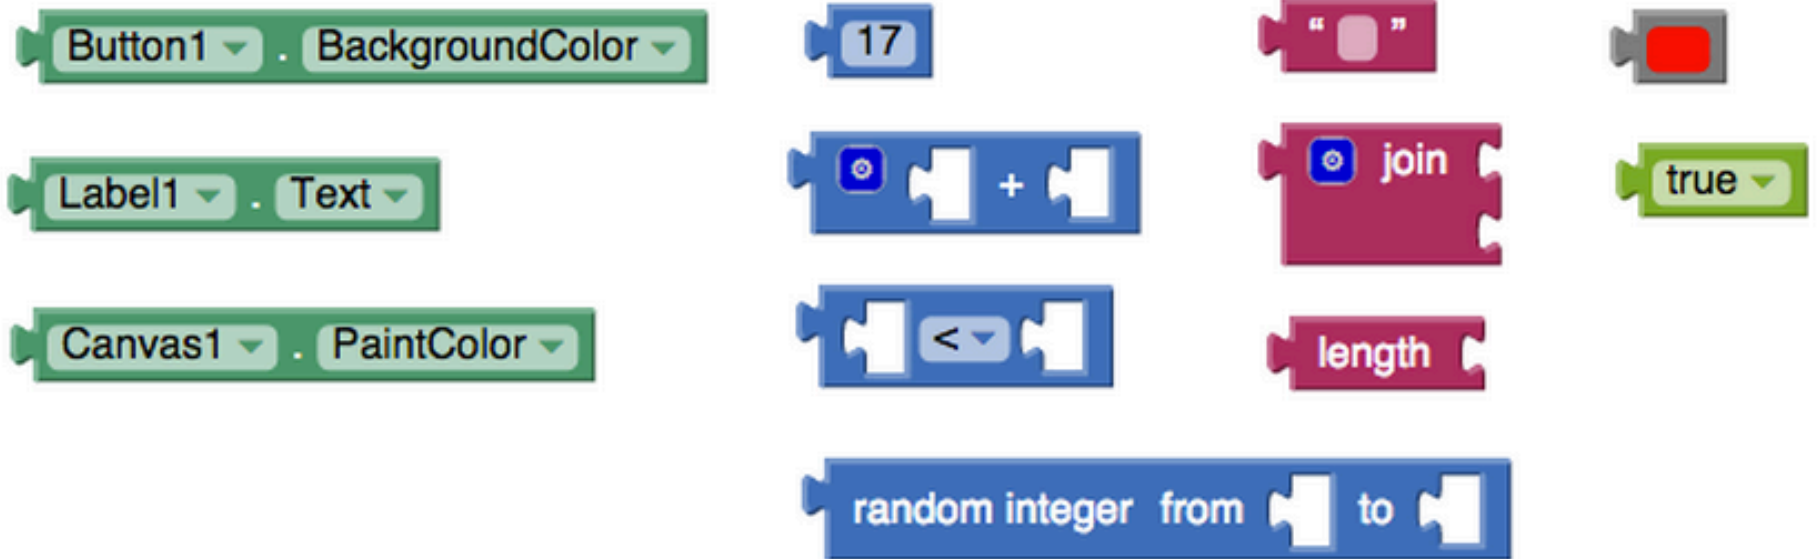 Button1 . BackgroundColor
17
“ ”
Label1 . Text
+
join
true
Canvas1 . PaintColor
<
length
random integer from to